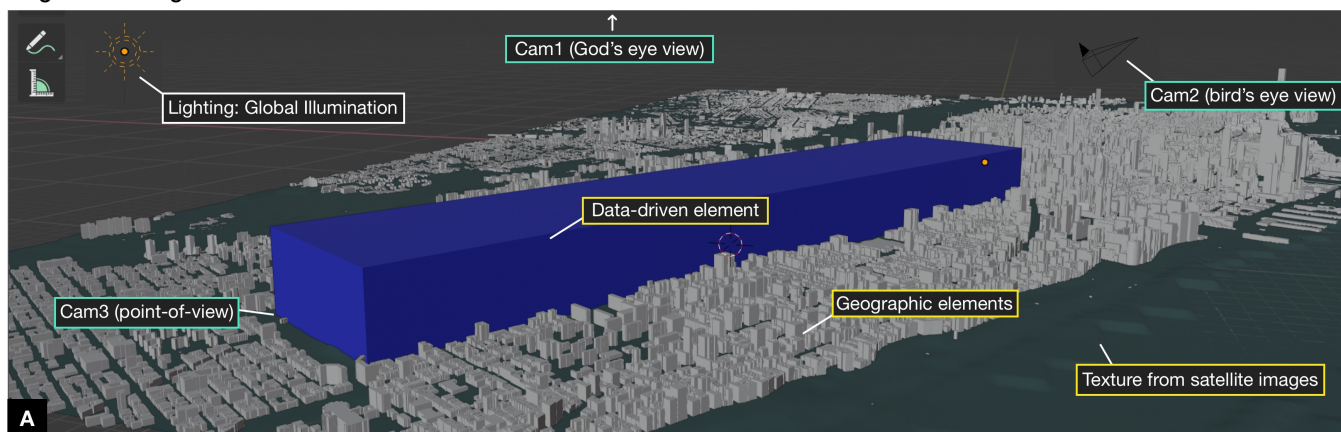 ↑
Cam1 (God's eye view)
Lighting: Global Illumination
Cam2 (bird's eye view)
Data-driven element
Cam3 (point-of-view)
Geographic elements
Texture from satellite images
A